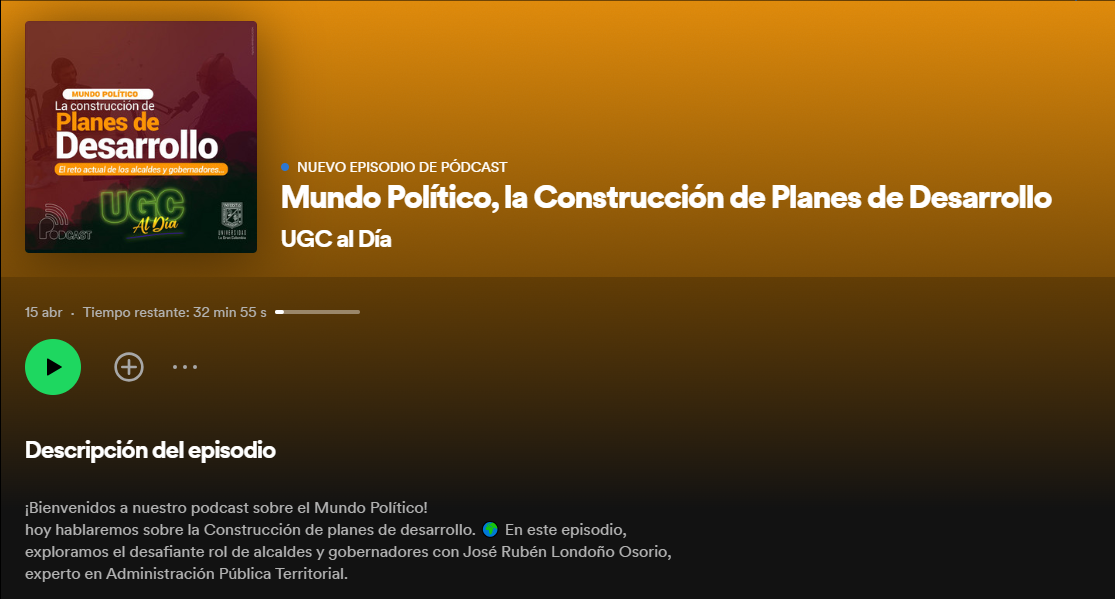 MUNDO POLÍTICO
La construcción de
Planes de
Desarrollo
El reto actual de los alcaldes y gobernadores...
UGC
Al Día
PODCAST
UNIVERSIDAD
La Gran Colombia
NUEVO EPISODIO DE PÓDCAST
Mundo Político, la Construcción de Planes de Desarrollo
UGC al Día
15 abr · Tiempo restante: 32 min 55 s
Descripción del episodio
¡Bienvenidos a nuestro podcast sobre el Mundo Político!
hoy hablaremos sobre la Construcción de planes de desarrollo. 🌎 En este episodio,
exploramos el desafiante rol de alcaldes y gobernadores con José Rubén Londoño Osorio,
experto en Administración Pública Territorial.